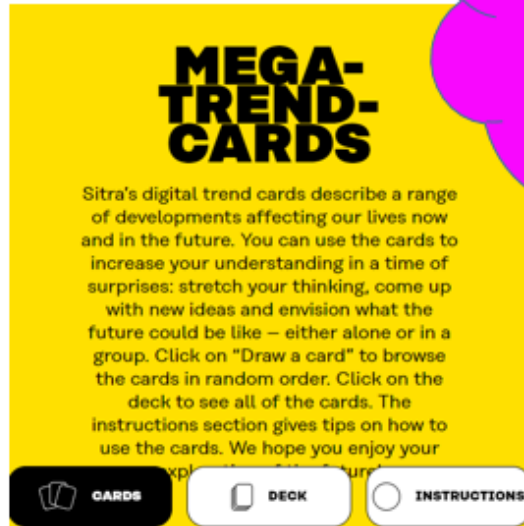 MEGA-
TREND-
CARDS
Sitra's digital trend cards describe a range
of developments affecting our lives now
and in the future. You can use the cards to
increase your understanding in a time of
surprises: stretch your thinking, come up
with new ideas and envision what the
future could be like – either alone or in a
group. Click on "Draw a card" to browse
the cards in random order. Click on the
deck to see all of the cards. The
instructions section gives tips on how to
use the cards. We hope you enjoy your
CARDS
DECK
INSTRUCTIONS